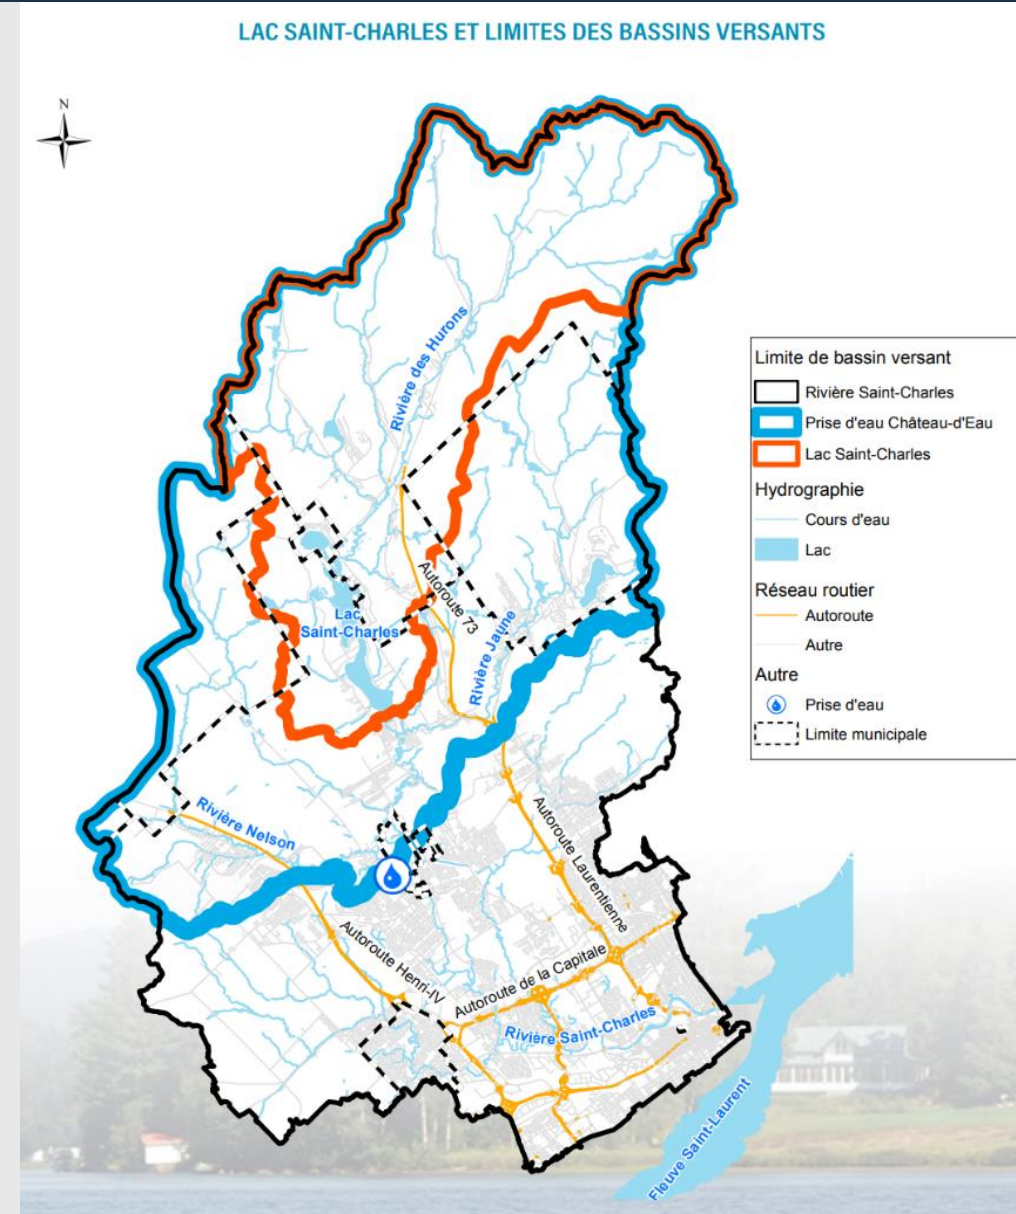 LAC SAINT-CHARLES ET LIMITES DES BASSINS VERSANTS
N
Rivière des Hurons
Limite de bassin versant
Rivière Saint-Charles
Prise d'eau Château-d'Eau
Lac Saint-Charles
Hydrographie
Cours d'eau
Lac
Réseau routier
Autoroute
Autre
Autre
Prise d'eau
Limite municipale
Autoroute 73
Lac
Saint-Charles
Rivière Jaune
Rivière Nelson
Autoroute Laurentienne
Autoroute Henri-IV
Autoroute de la Capitale
Rivière Saint-Charles
Fleuve Saint-Laurent